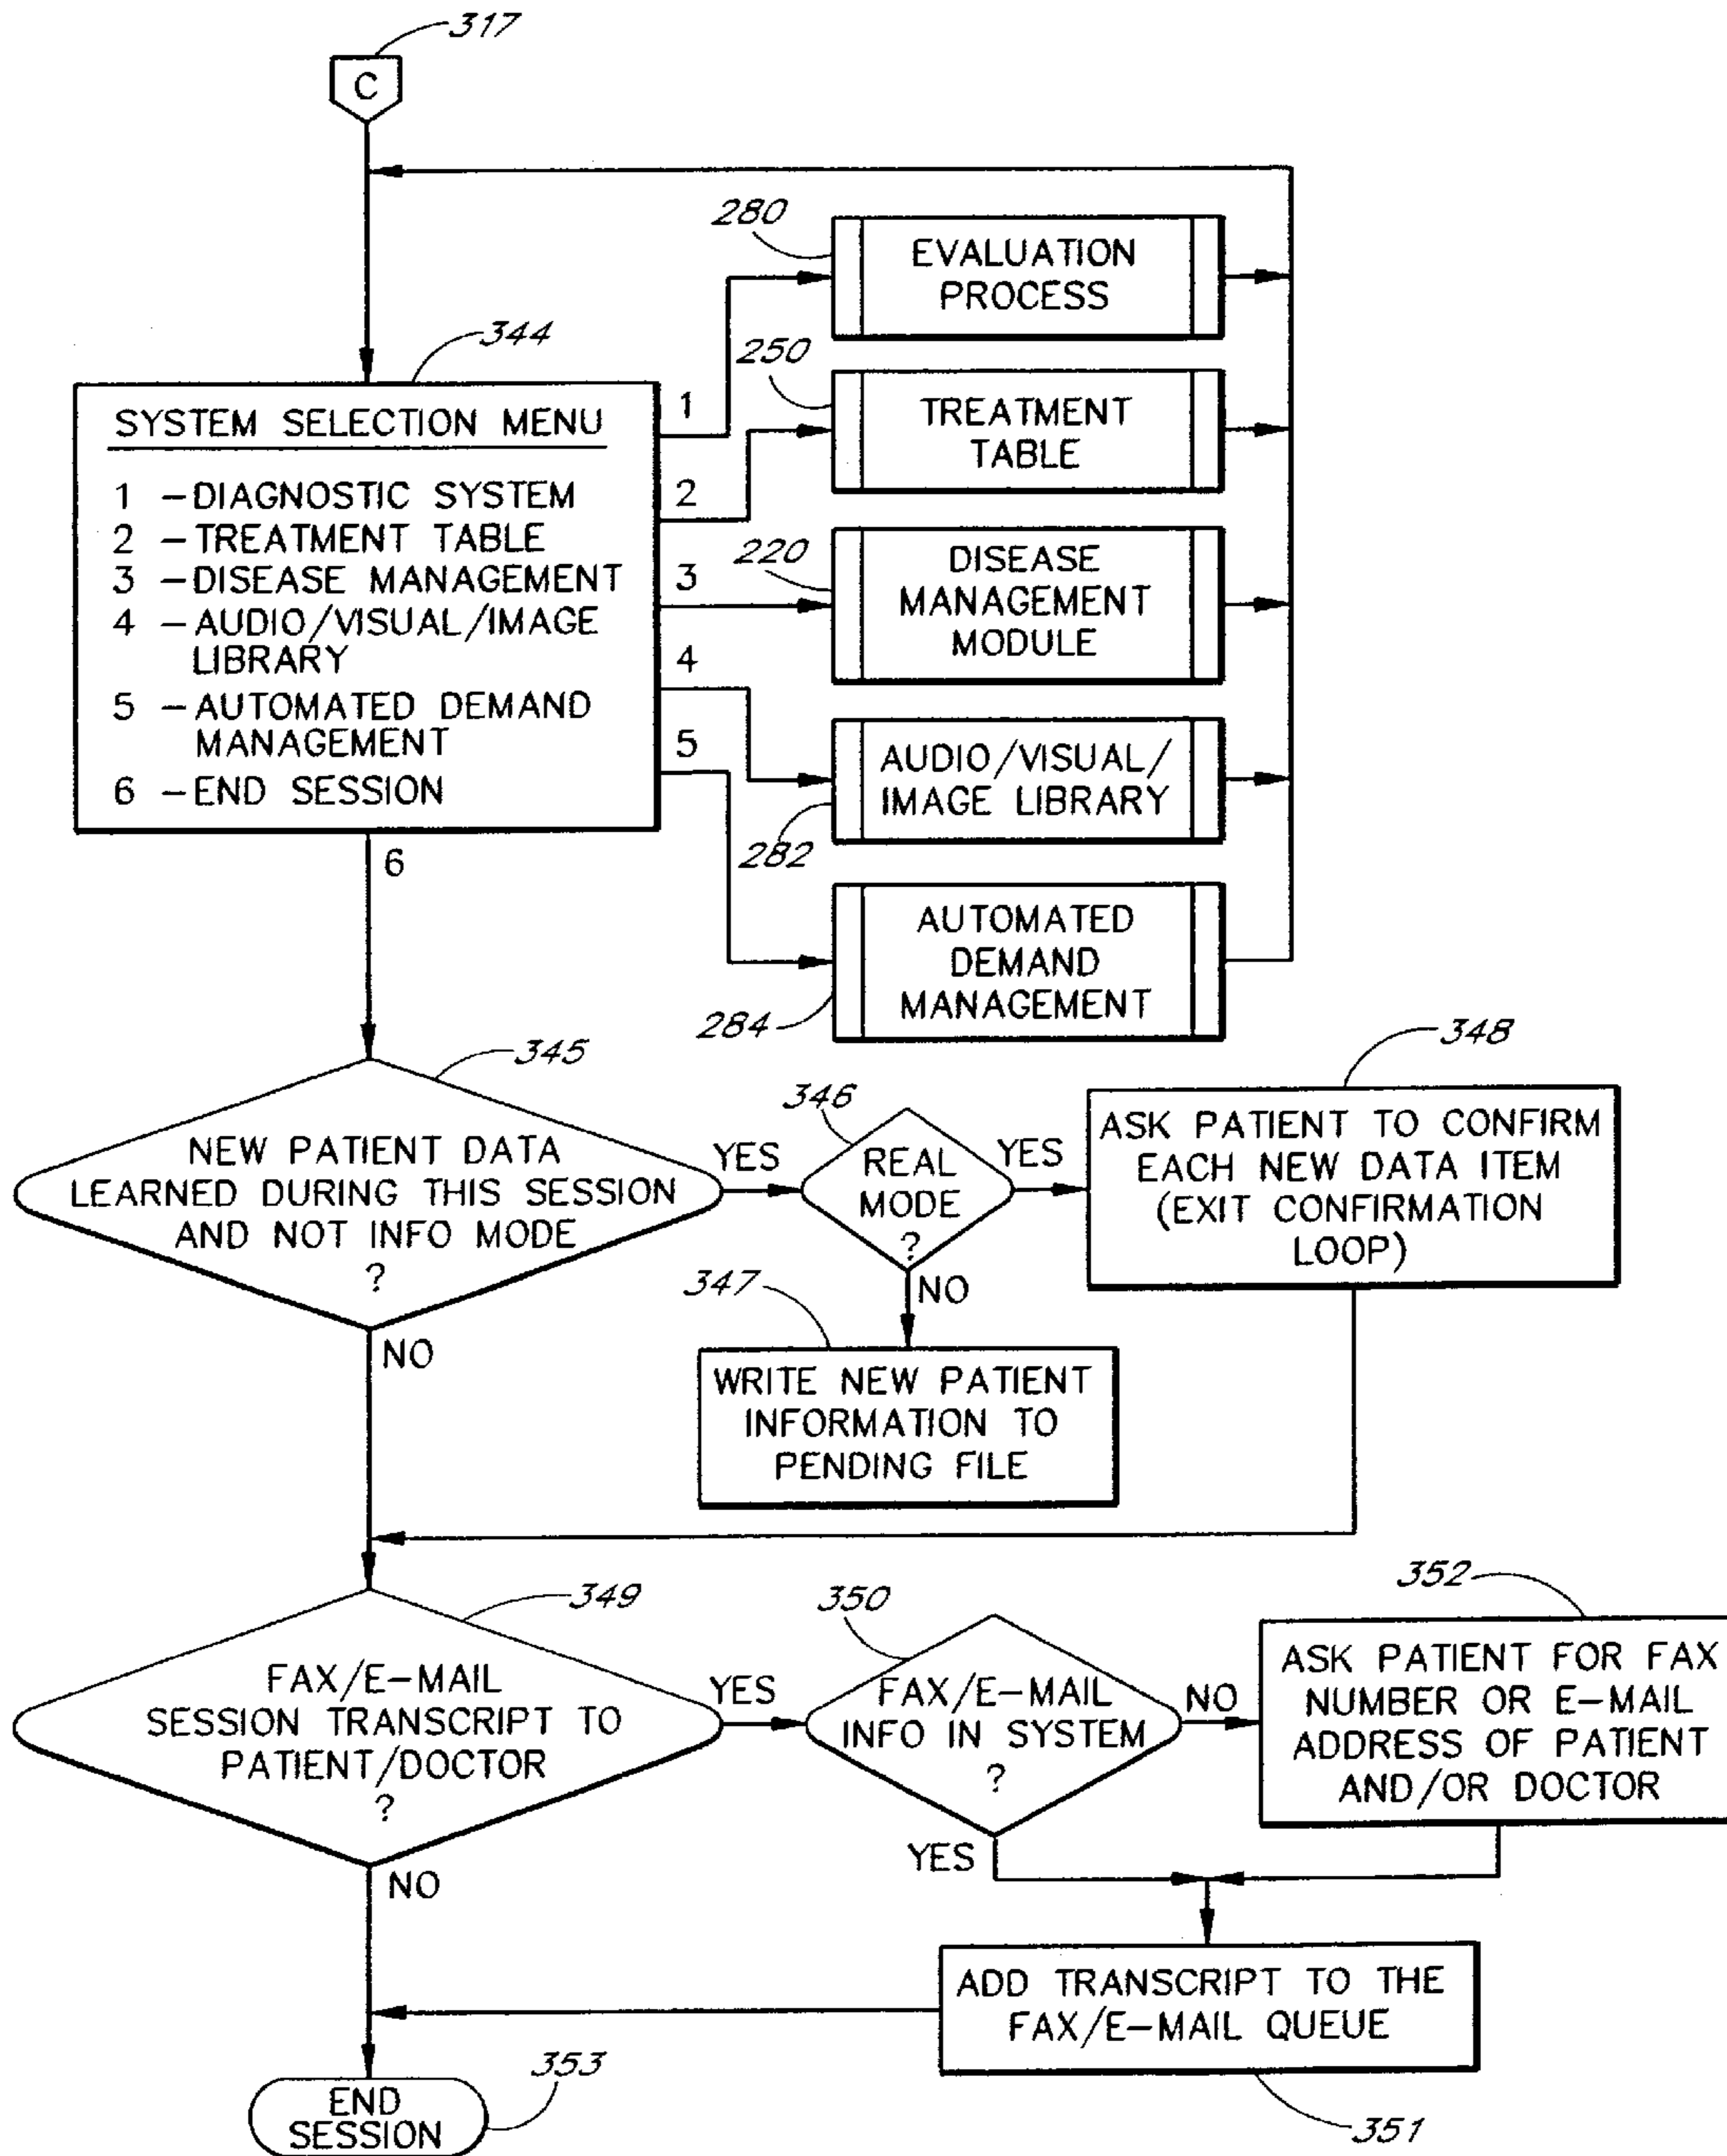 317
C
280
EVALUATION
PROCESS
344
SYSTEM SELECTION MENU
1 -DIAGNOSTIC SYSTEM
2 -TREATMENT TABLE
3 -DISEASE MANAGEMENT
4 -AUDIO/VISUAL/IMAGE
LIBRARY
5 -AUTOMATED DEMAND
MANAGEMENT
6 -END SESSION
1
2
3
4
5
6
250
TREATMENT
TABLE
220
DISEASE
MANAGEMENT
MODULE
AUDIO/VISUAL/
IMAGE LIBRARY
282
AUTOMATED
DEMAND
MANAGEMENT
284
345
NEW PATIENT DATA
LEARNED DURING THIS SESSION
AND NOT INFO MODE
?
YES
NO
346
REAL
MODE
?
YES
NO
348
ASK PATIENT TO CONFIRM
EACH NEW DATA ITEM
(EXIT CONFIRMATION
LOOP)
347
WRITE NEW PATIENT
INFORMATION TO
PENDING FILE
349
FAX/E-MAIL
SESSION TRANSCRIPT TO
PATIENT/DOCTOR
?
YES
NO
350
FAX/E-MAIL
INFO IN SYSTEM
?
NO
YES
352
ASK PATIENT FOR FAX
NUMBER OR E-MAIL
ADDRESS OF PATIENT
AND/OR DOCTOR
ADD TRANSCRIPT TO THE
FAX/E-MAIL QUEUE
351
353
END
SESSION